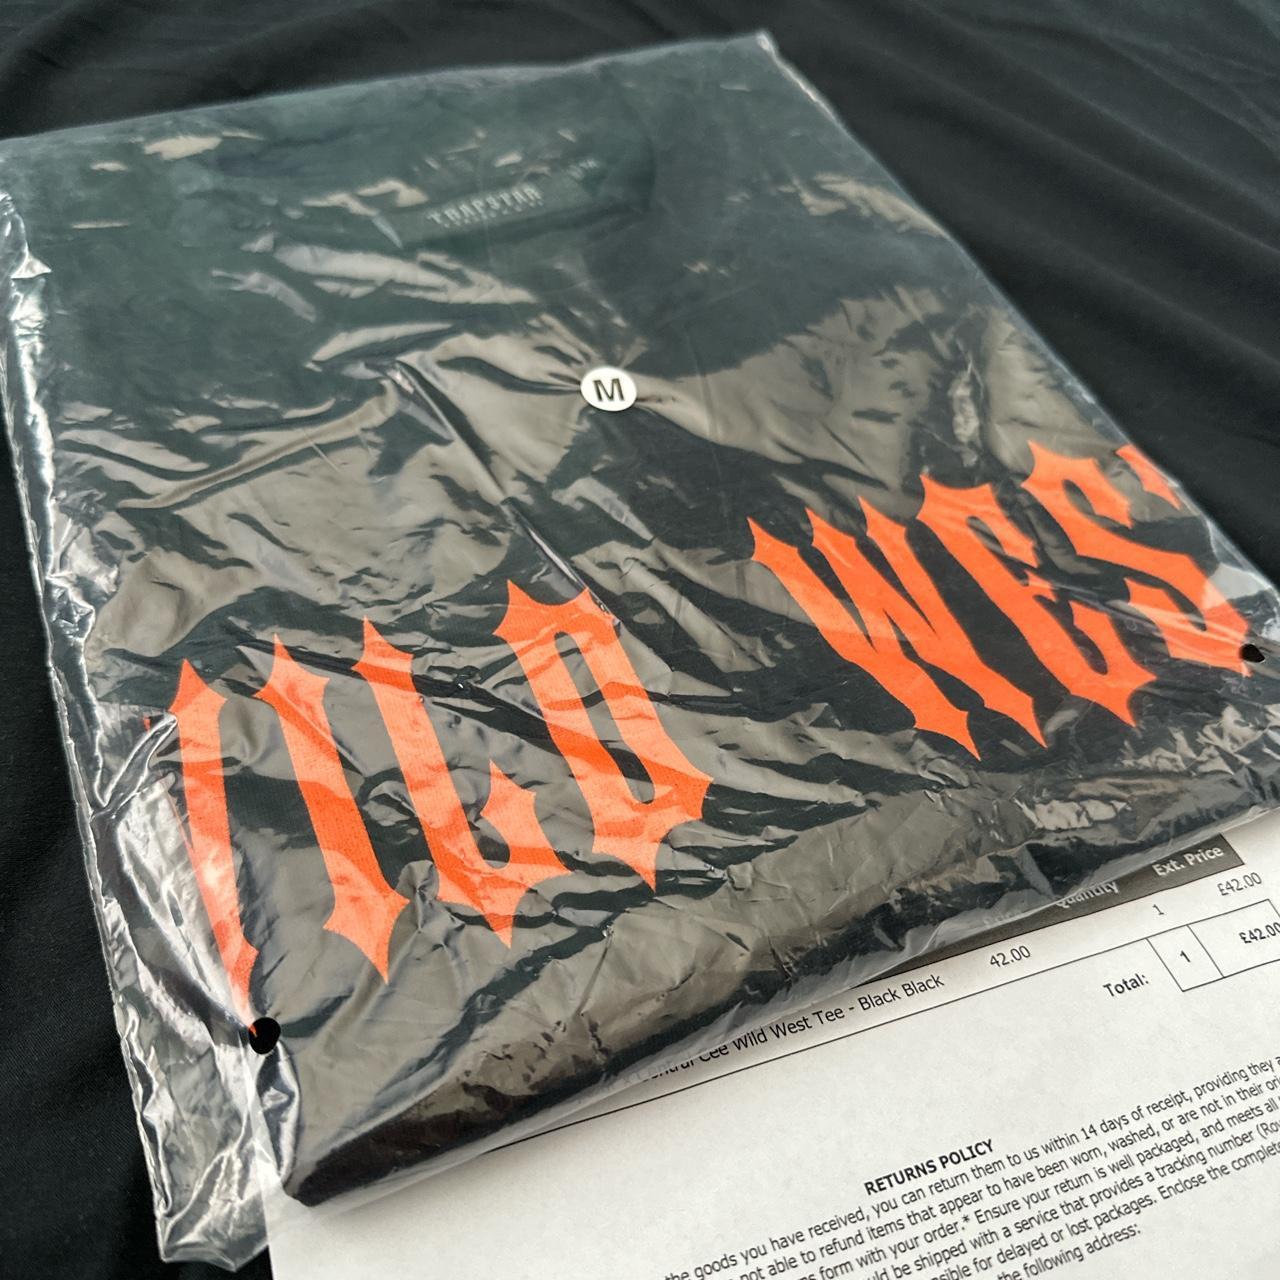 TRAPSTAR
M
WILD WEST
Quantity Ext. Price
42.00 1 £42.00
x Central Cee Wild West Tee - Black Black
Total: 1 £42.00
RETURNS POLICY
the goods you have received, you can return them to us within 14 days of receipt, providing they a
not able to refund items that appear to have been worn, washed, or are not in their ori
ns form with your order.* Ensure your return is well packaged, and meets all
uld be shipped with a service that provides a tracking number (Ro
sible for delayed or lost packages. Enclose the complete
the following address: